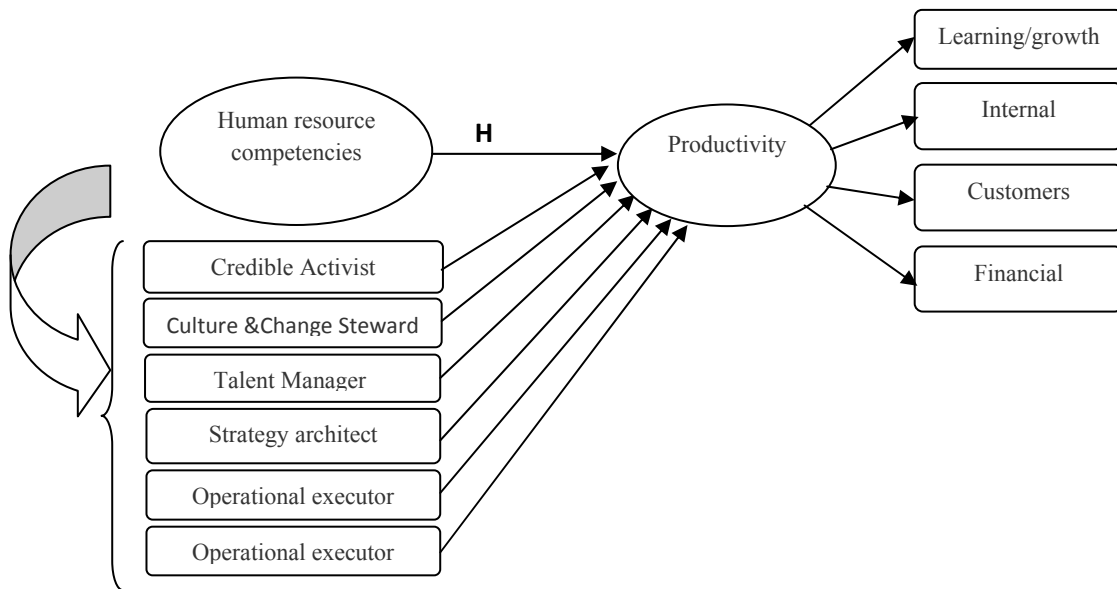 Human resource
competencies
H
Productivity
Learning/growth
Internal
Customers
Financial
Credible Activist
Culture &Change Steward
Talent Manager
Strategy architect
Operational executor
Operational executor